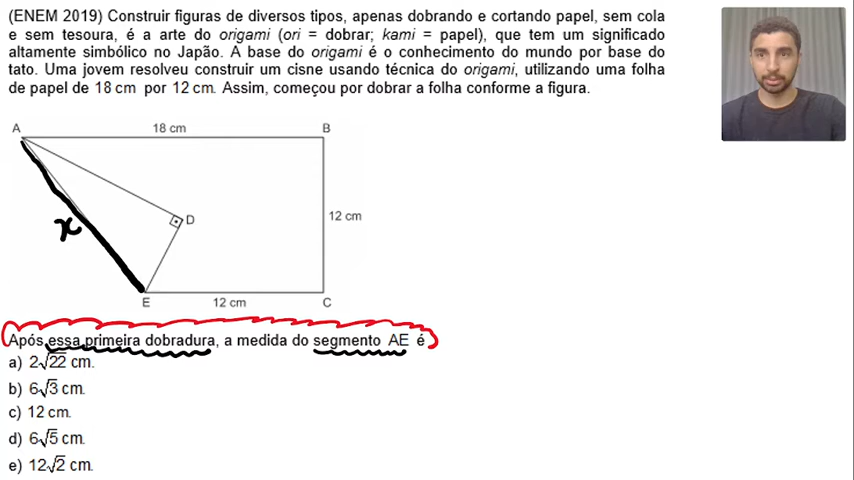 (ENEM 2019) Construir figuras de diversos tipos, apenas dobrando e cortando papel, sem cola
e sem tesoura, é a arte do origami (ori = dobrar; kami = papel), que tem um significado
altamente simbólico no Japão. A base do origami é o conhecimento do mundo por base do
tato. Uma jovem resolveu construir um cisne usando técnica do origami, utilizando uma folha
de papel de 18 cm por 12 cm. Assim, começou por dobrar a folha conforme a figura.
A 18 cm B
D
12 cm
x
E 12 cm C
Após essa primeira dobradura, a medida do segmento AE é
a) 2√22 cm.
b) 6√3 cm.
c) 12 cm.
d) 6√5 cm.
e) 12√2 cm.